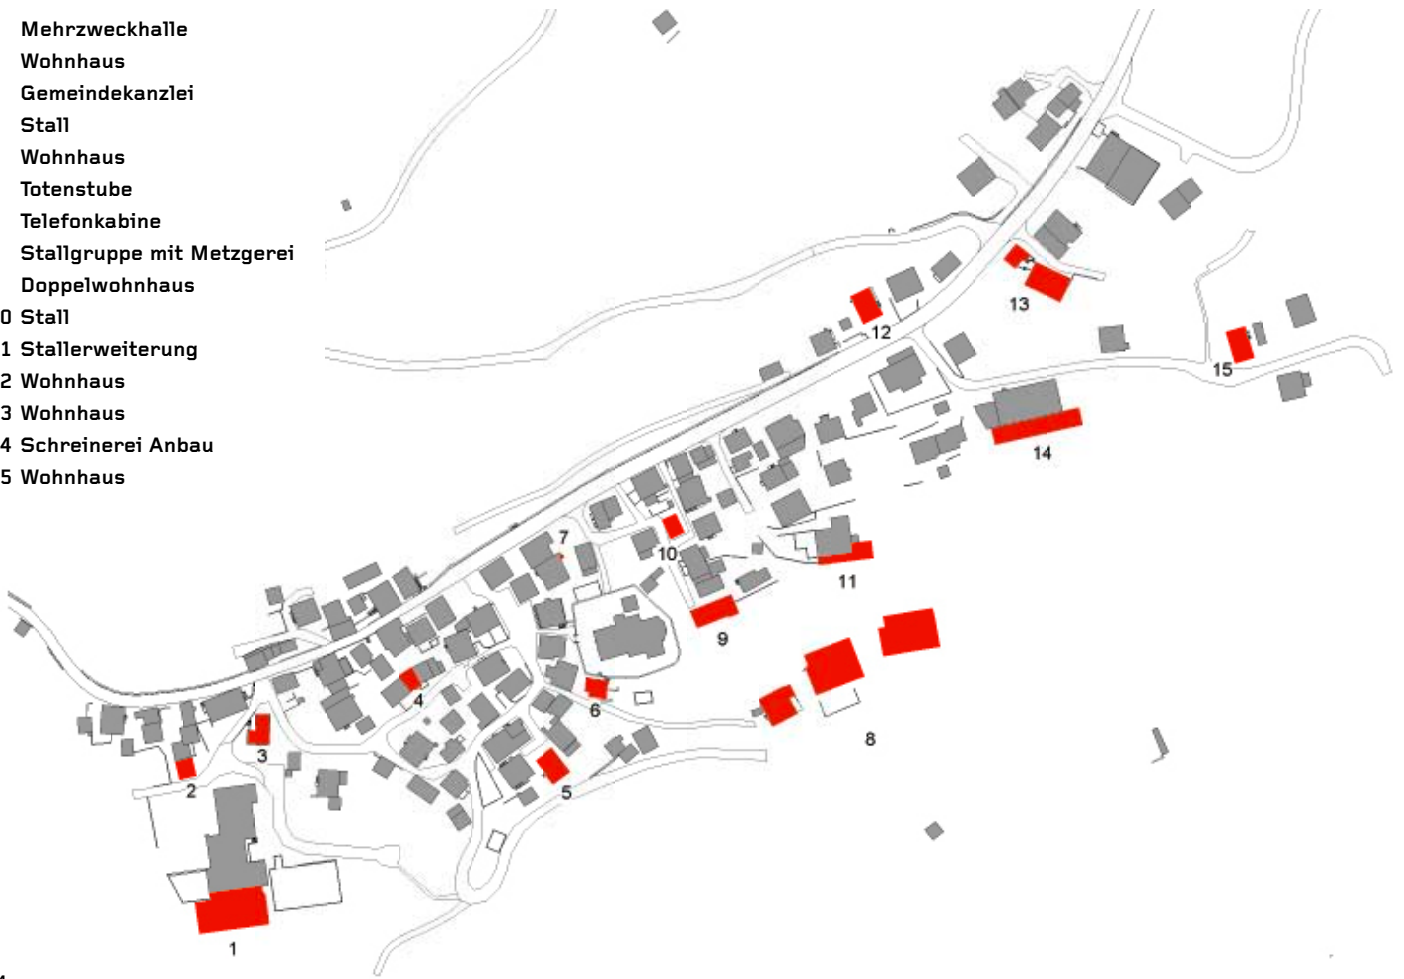 Mehrzweckhalle
Wohnhaus
Gemeindekanzlei
Stall
Wohnhaus
Totenstube
Telefonkabine
Stallgruppe mit Metzgerei
Doppelwohnhaus
0 Stall
1 Stallerweiterung
2 Wohnhaus
3 Wohnhaus
4 Schreinerei Anbau
5 Wohnhaus
13
12
15
14
7
10
11
9
4
6
8
3
2
5
1